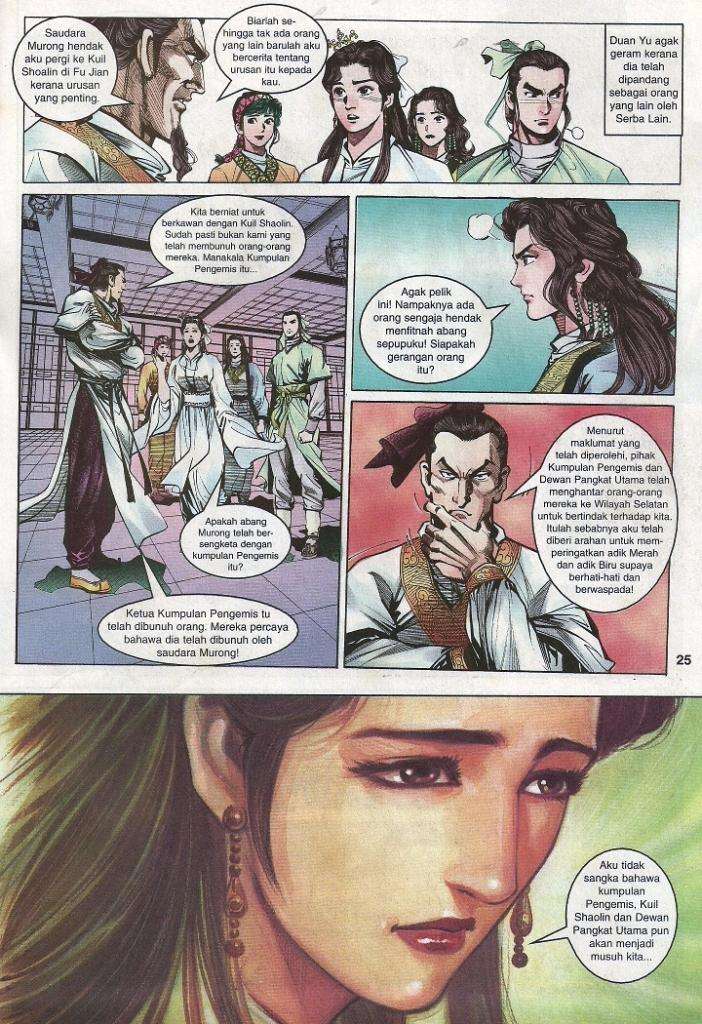 Saudara
Murong hendak
aku pergi ke Kuil
Shoalin di Fu Jian
kerana urusan
yang penting.
Biarlah se-
hingga tak ada orang
yang lain barulah aku
bercerita tentang
urusan itu kepada
kau.
Duan Yu agak
geram kerana
dia telah
dipandang
sebagai orang
yang lain oleh
Serba Lain.
Kita berniat untuk
berkawan dengan Kuil Shaolin.
Sudah pasti bukan kami yang
telah membunuh orang-orang
mereka. Manakala Kumpulan
Pengemis itu...
Apakah abang
Murong telah ber-
sengketa dengan
kumpulan Pengemis
itu?
Ketua Kumpulan Pengemis tu
telah dibunuh orang. Mereka percaya
bahawa dia telah dibunuh oleh
saudara Murong!
Agak pelik
ini! Nampaknya ada
orang sengaja hendak
menfitnah abang
sepupuku! Siapakah
gerangan orang
itu?
Menurut
maklumat yang
telah diperolehi, pihak
Kumpulan Pengemis dan
Dewan Pangkat Utama telah
menghantar orang-orang
mereka ke Wilayah Selatan
untuk bertindak terhadap kita.
Itulah sebabnya aku telah
diberi arahan untuk mem-
peringatkan adik Merah
dan adik Biru supaya
berhati-hati dan
berwaspada!
25
Aku tidak
sangka bahawa
kumpulan
Pengemis, Kuil
Shaolin dan Dewan
Pangkat Utama pun
akan menjadi
musuh kita...